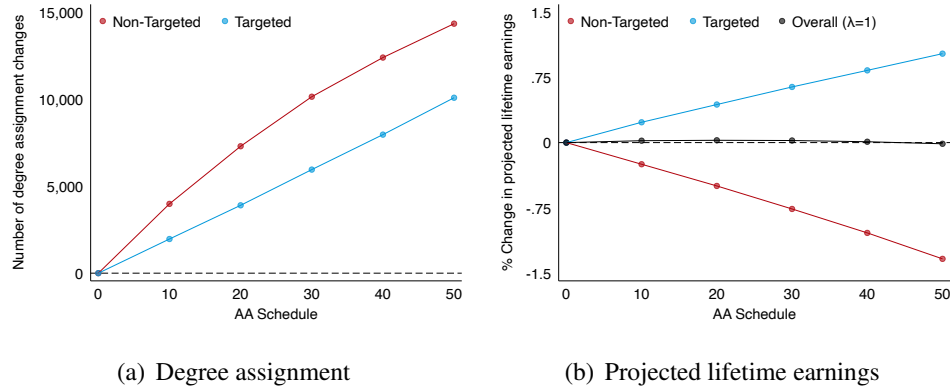 Non-Targeted Targeted
15,000
10,000
5,000
0
Number of degree assignment changes
0 10 20 30 40 50
AA Schedule
(a) Degree assignment
Non-Targeted Targeted Overall (λ=1)
1.5
.75
0
-.75
-1.5
% Change in projected lifetime earnings
0 10 20 30 40 50
AA Schedule
(b) Projected lifetime earnings